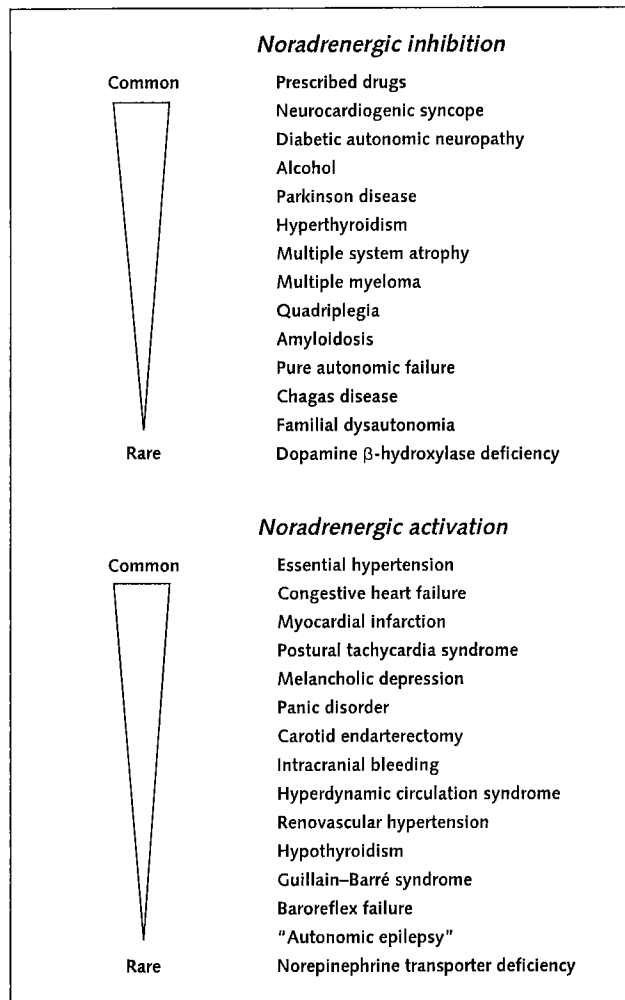 Noradrenergic inhibition
Common
Prescribed drugs
Neurocardiogenic syncope
Diabetic autonomic neuropathy
Alcohol
Parkinson disease
Hyperthyroidism
Multiple system atrophy
Multiple myeloma
Quadriplegia
Amyloidosis
Pure autonomic failure
Chagas disease
Familial dysautonomia
Rare
Dopamine β-hydroxylase deficiency
Noradrenergic activation
Common
Essential hypertension
Congestive heart failure
Myocardial infarction
Postural tachycardia syndrome
Melancholic depression
Panic disorder
Carotid endarterectomy
Intracranial bleeding
Hyperdynamic circulation syndrome
Renovascular hypertension
Hypothyroidism
Guillain–Barré syndrome
Baroreflex failure
"Autonomic epilepsy"
Rare
Norepinephrine transporter deficiency